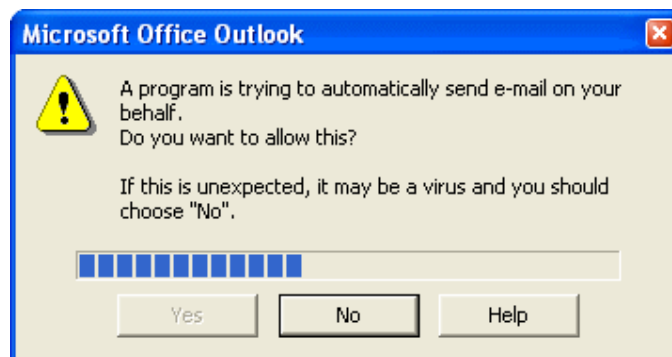 Microsoft Office Outlook
A program is trying to automatically send e-mail on your
behalf.
Do you want to allow this?
If this is unexpected, it may be a virus and you should
choose "No".
Yes
No
Help